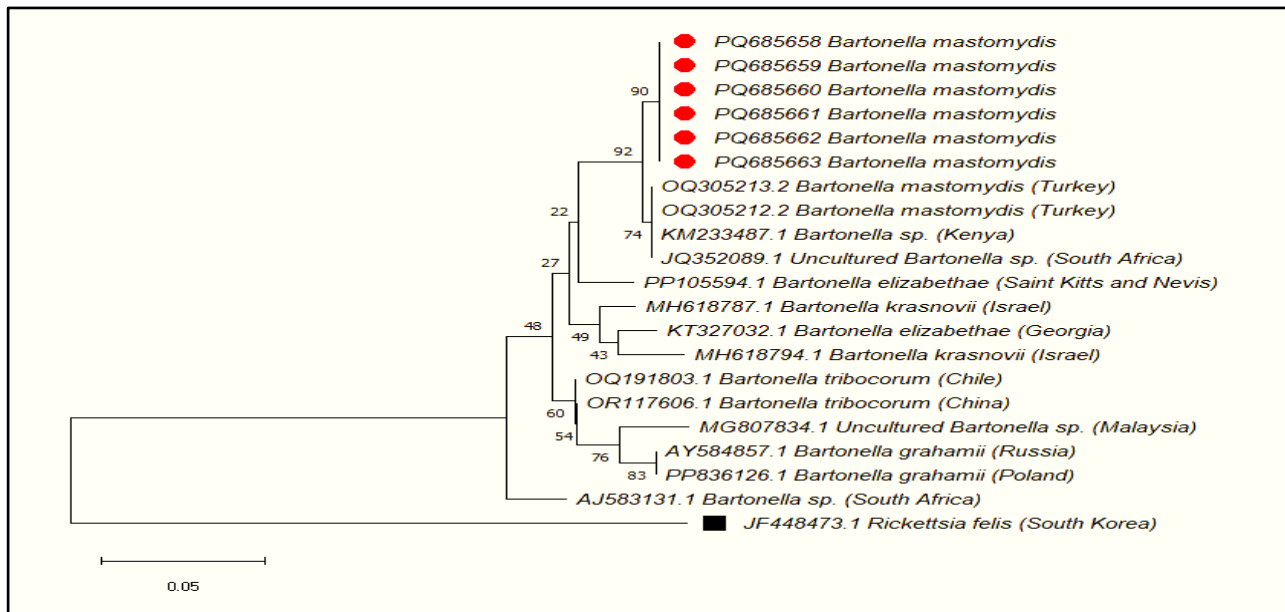 PQ685658 Bartonella mastomydis
PQ685659 Bartonella mastomydis
90
PQ685660 Bartonella mastomydis
PQ685661 Bartonella mastomydis
PQ685662 Bartonella mastomydis
92
PQ685663 Bartonella mastomydis
OQ305213.2 Bartonella mastomydis (Turkey)
22
OQ305212.2 Bartonella mastomydis (Turkey)
74
KM233487.1 Bartonella sp. (Kenya)
JQ352089.1 Uncultured Bartonella sp. (South Africa)
27
PP105594.1 Bartonella elizabethae (Saint Kitts and Nevis)
MH618787.1 Bartonella krasnovii (Israel)
48
49
KT327032.1 Bartonella elizabethae (Georgia)
43
MH618794.1 Bartonella krasnovii (Israel)
OQ191803.1 Bartonella tribocorum (Chile)
60
OR117606.1 Bartonella tribocorum (China)
54
MG807834.1 Uncultured Bartonella sp. (Malaysia)
76
AY584857.1 Bartonella grahamii (Russia)
83
PP836126.1 Bartonella grahamii (Poland)
AJ583131.1 Bartonella sp. (South Africa)
JF448473.1 Rickettsia felis (South Korea)
0.05